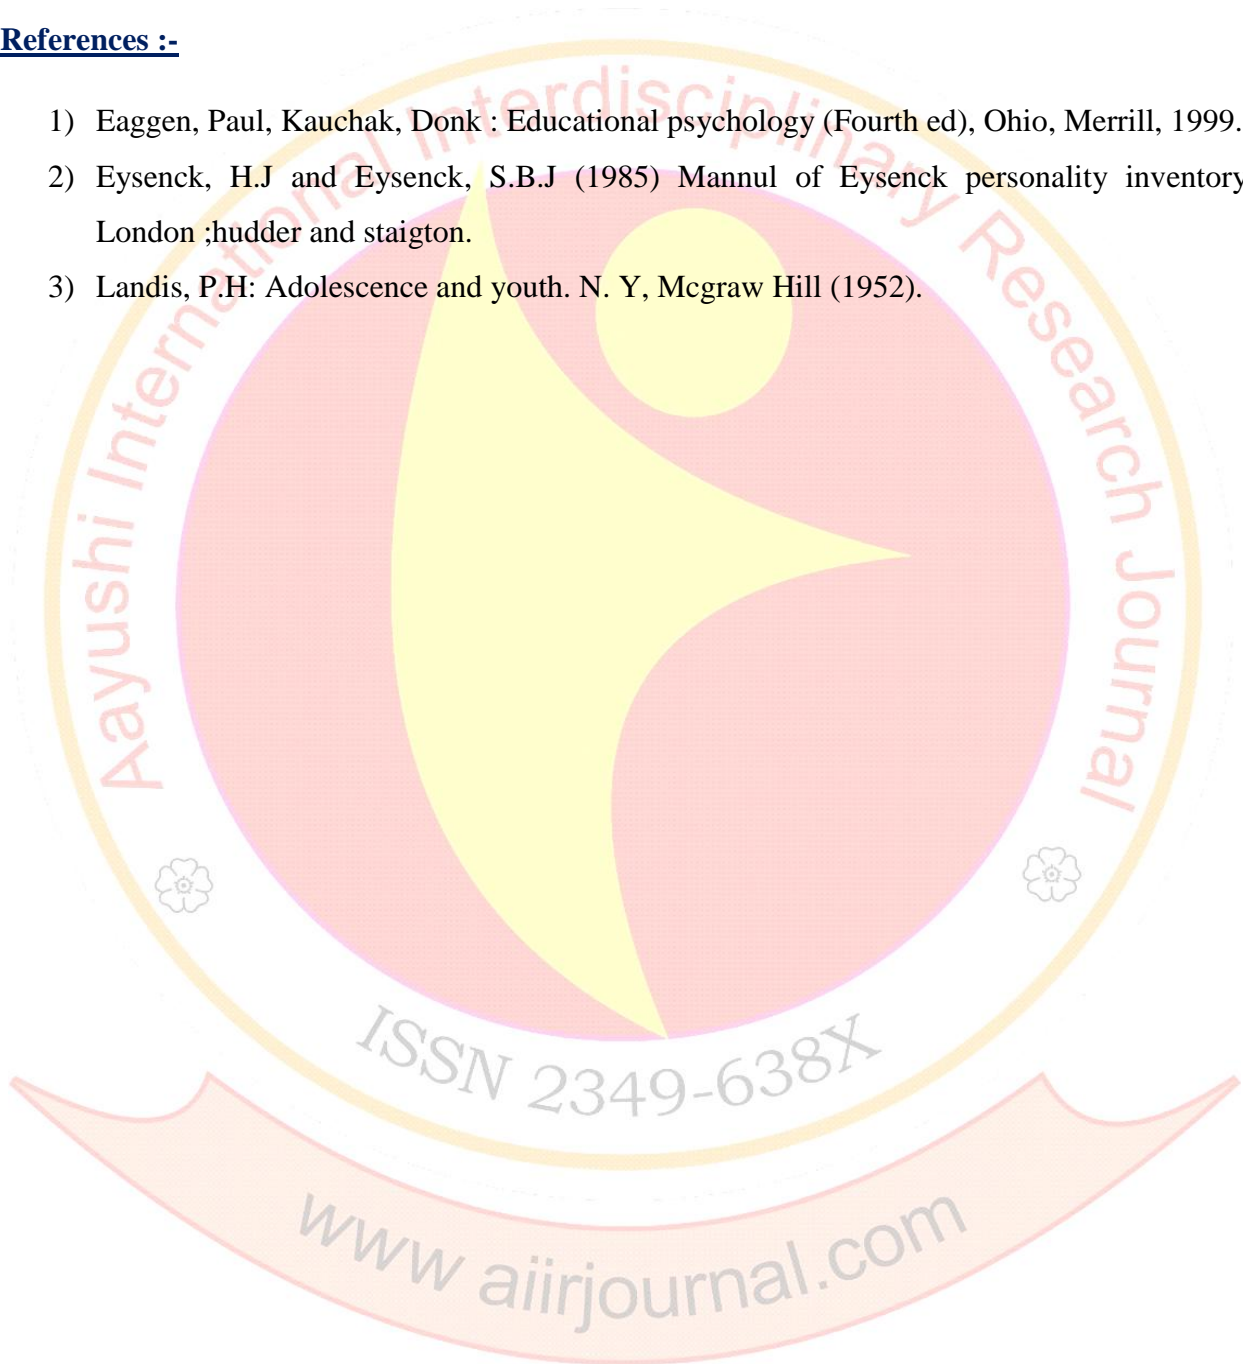 References :-
1) Eaggen, Paul, Kauchak, Donk : Educational psychology (Fourth ed), Ohio, Merrill, 1999.
2) Eysenck, H.J and Eysenck, S.B.J (1985) Mannul of Eysenck personality inventory
London ;hudder and staigton.
3) Landis, P.H: Adolescence and youth. N. Y, Mcgraw Hill (1952).
Aayushi International Interdisciplinary Research Journal
ISSN 2349-638X
www aiirjournal.com